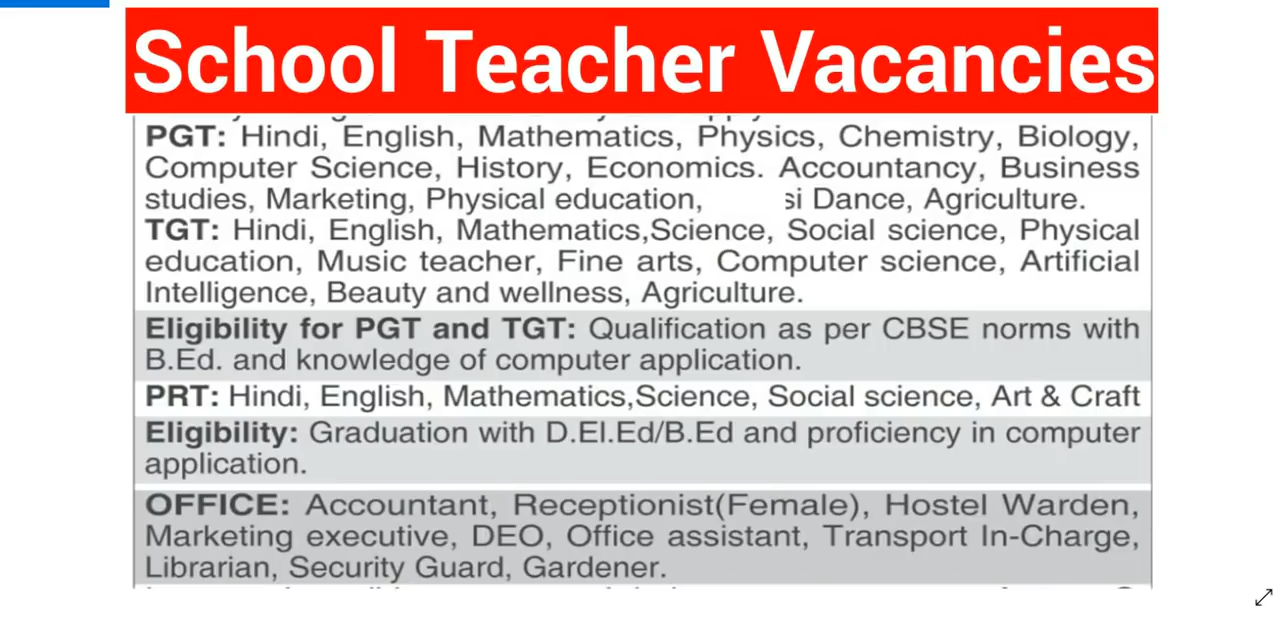 School Teacher Vacancies
PGT: Hindi, English, Mathematics, Physics, Chemistry, Biology,
Computer Science, History, Economics. Accountancy, Business
studies, Marketing, Physical education, si Dance, Agriculture.
TGT: Hindi, English, Mathematics,Science, Social science, Physical
education, Music teacher, Fine arts, Computer science, Artificial
Intelligence, Beauty and wellness, Agriculture.
Eligibility for PGT and TGT: Qualification as per CBSE norms with
B.Ed. and knowledge of computer application.
PRT: Hindi, English, Mathematics,Science, Social science, Art & Craft
Eligibility: Graduation with D.El.Ed/B.Ed and proficiency in computer
application.
OFFICE: Accountant, Receptionist(Female), Hostel Warden,
Marketing executive, DEO, Office assistant, Transport In-Charge,
Librarian, Security Guard, Gardener.